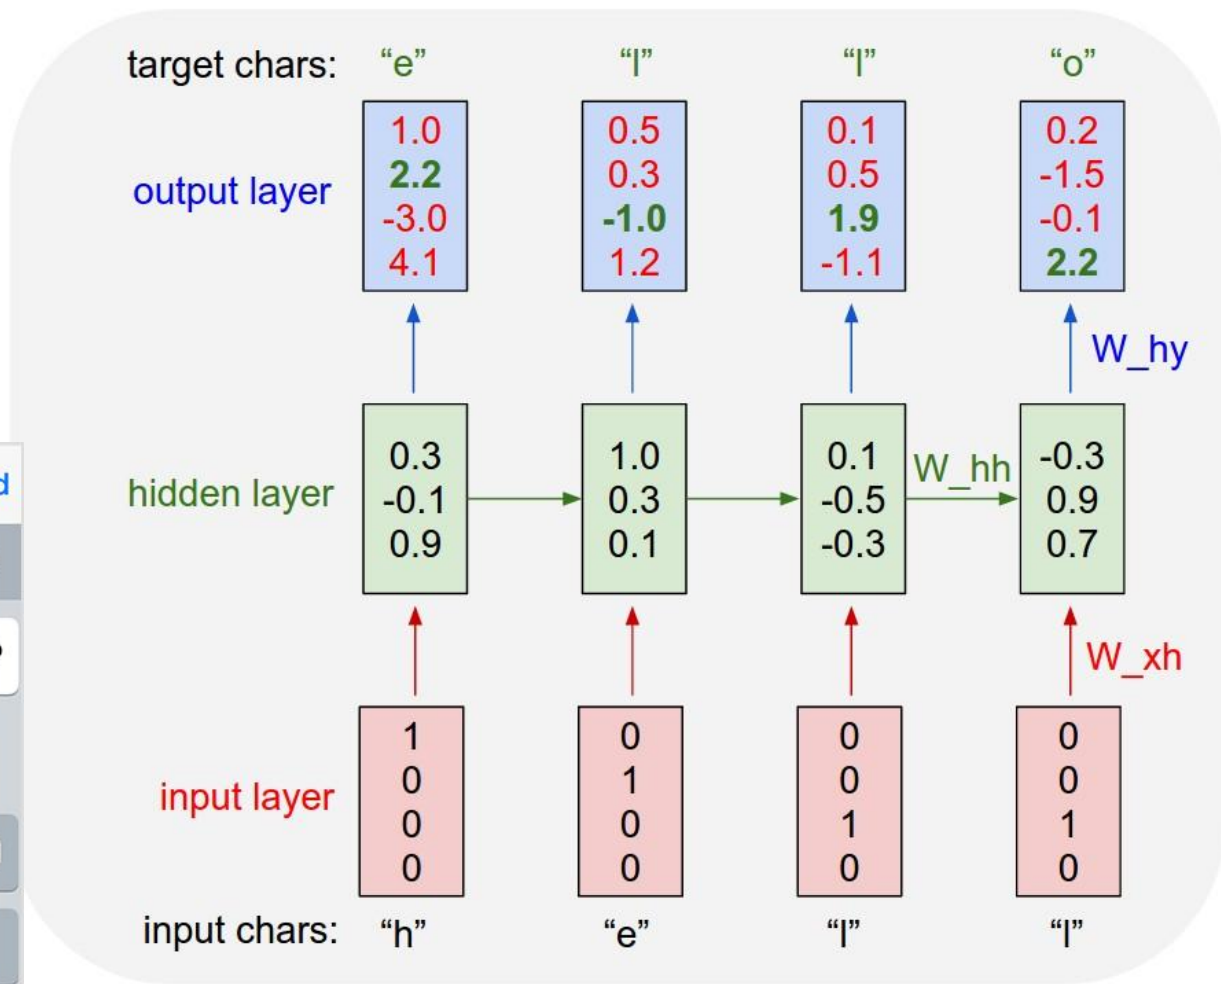 target chars: “e” “l” “l” “o”
output layer
1.0 0.5 0.1 0.2
2.2 0.3 0.5 -1.5
-3.0 -1.0 1.9 -0.1
4.1 1.2 -1.1 2.2
W_hy
hidden layer
0.3 1.0 0.1 -0.3
-0.1 0.3 -0.5 0.9
0.9 0.1 -0.3 0.7
W_hh
W_xh
input layer
1 0 0 0
0 1 0 0
0 0 1 1
0 0 0 0
input chars: “h” “e” “l” “l”